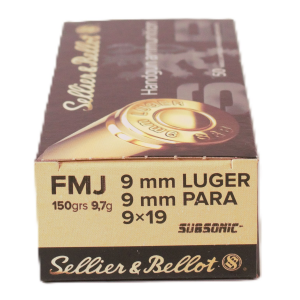 Sellier & Bellot
Handgun ammunition
50
S&B
FMJ
150grs 9,7g
9 mm LUGER
9 mm PARA
9×19
SUBSONIC
Sellier & Bellot